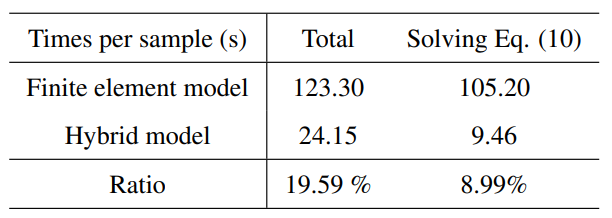 Times per sample (s) Total Solving Eq. (10)
Finite element model 123.30 105.20
Hybrid model 24.15 9.46
Ratio 19.59 % 8.99%